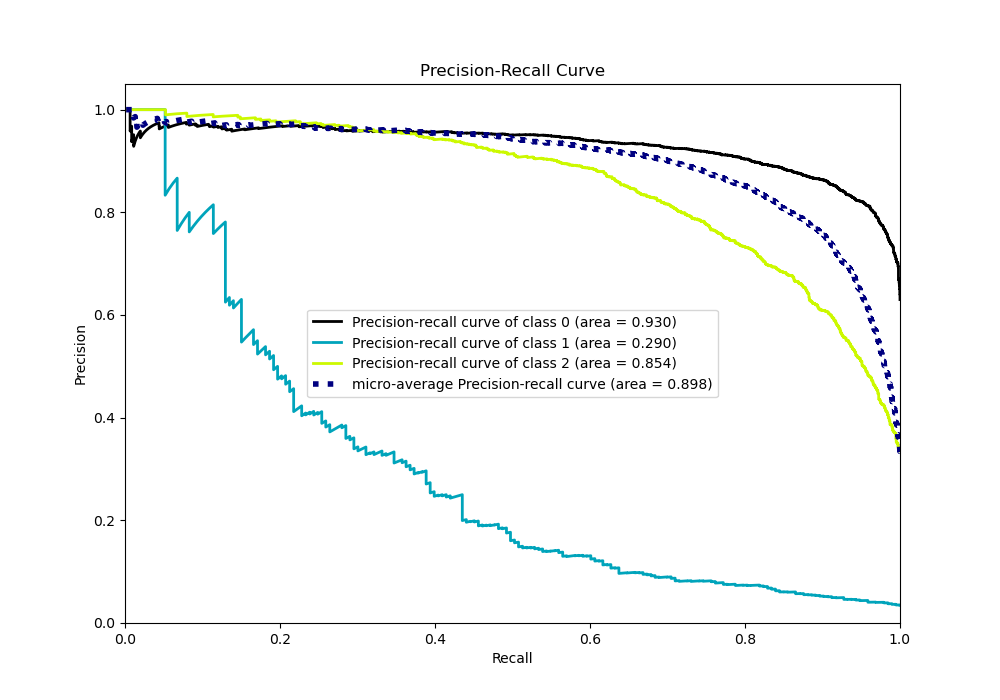 Precision-Recall Curve
1.0
0.8
0.6
0.4
0.2
0.0
Precision
Precision-recall curve of class 0 (area = 0.930)
Precision-recall curve of class 1 (area = 0.290)
Precision-recall curve of class 2 (area = 0.854)
micro-average Precision-recall curve (area = 0.898)
0.0 0.2 0.4 0.6 0.8 1.0
Recall